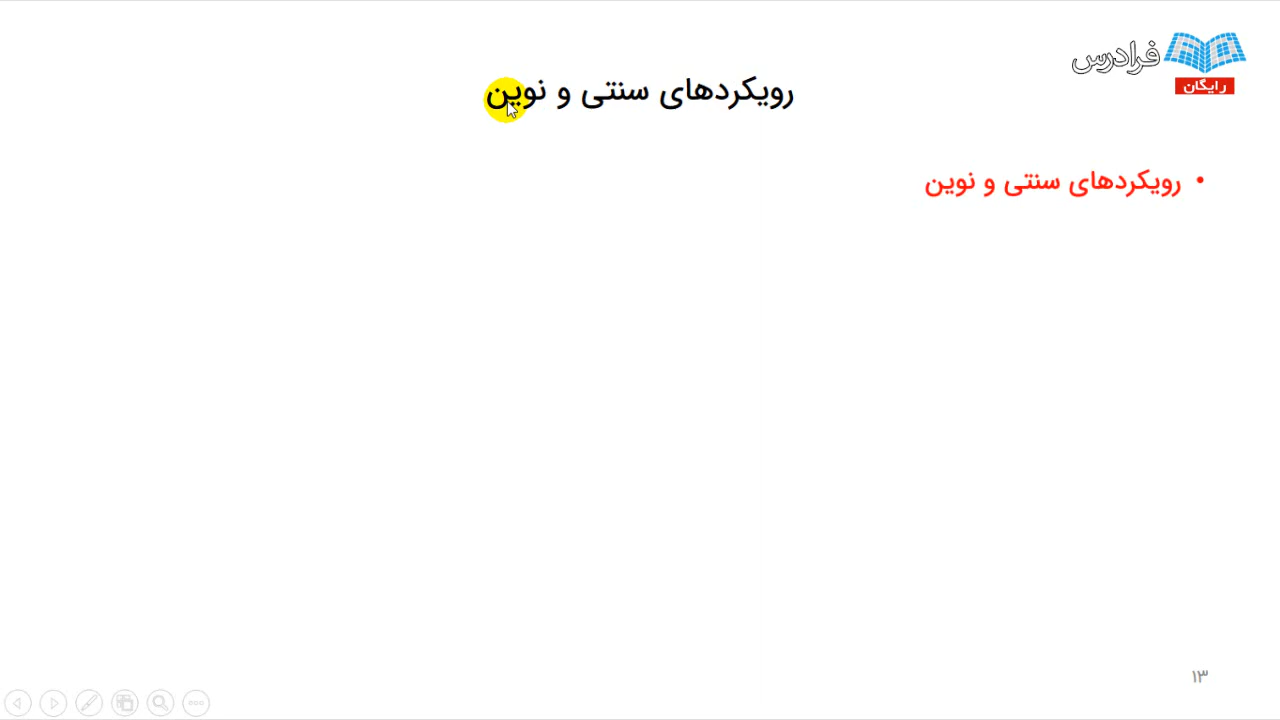 فرادرس
رایگان
رویکردهای سنتی و نوین
• رویکردهای سنتی و نوین
۱۳